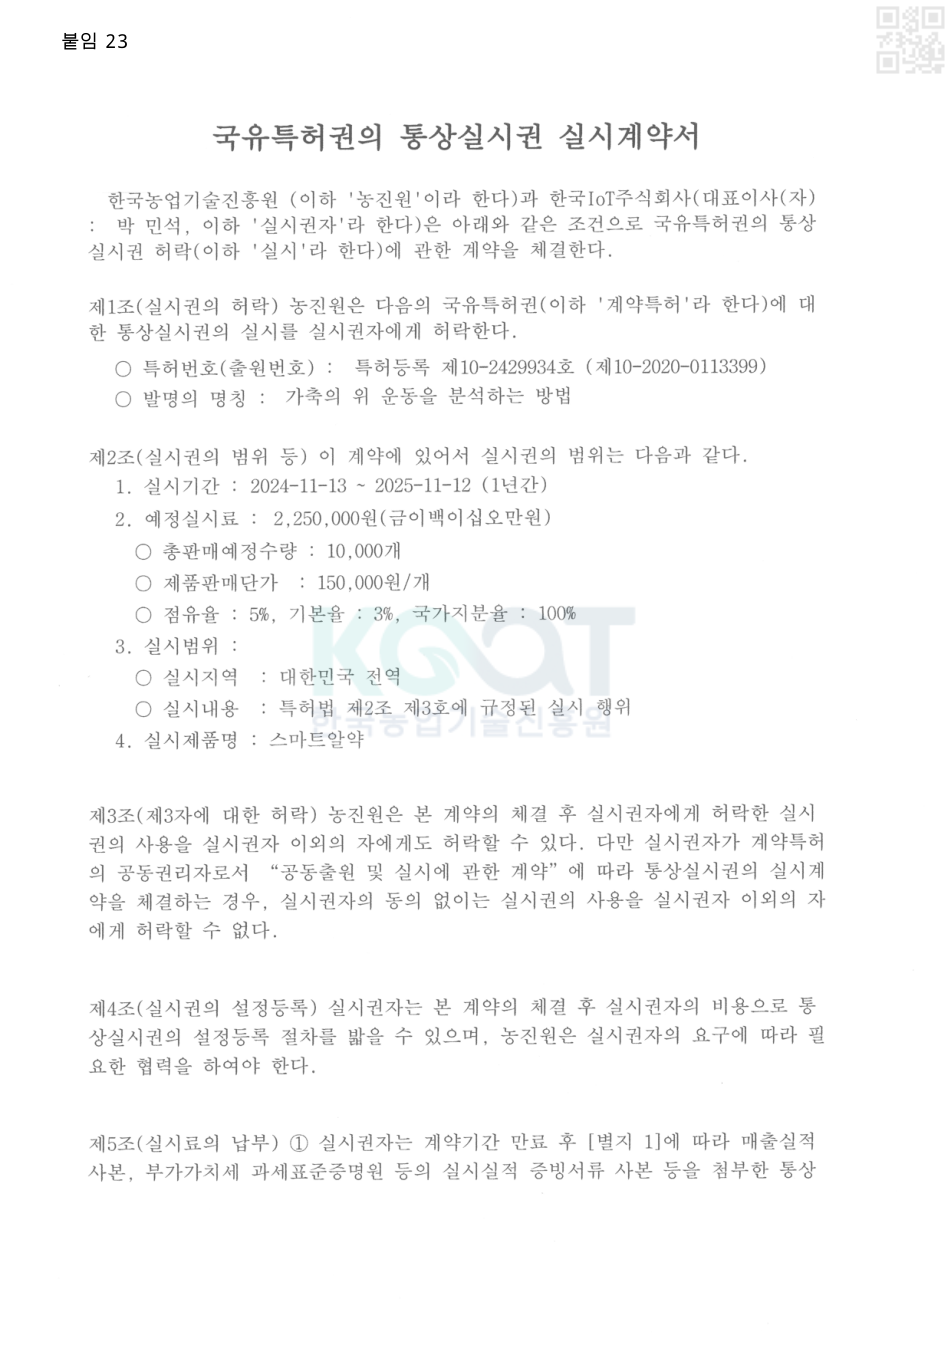 붙임 23
국유특허권의 통상실시권 실시계약서
한국농업기술진흥원 (이하 '농진원'이라 한다)과 한국IoT주식회사(대표이사(자)
: 박 민석, 이하 '실시권자'라 한다)은 아래와 같은 조건으로 국유특허권의 통상
실시권 허락(이하 '실시'라 한다)에 관한 계약을 체결한다.
제1조(실시권의 허락) 농진원은 다음의 국유특허권(이하 '계약특허'라 한다)에 대
한 통상실시권의 실시를 실시권자에게 허락한다.
○ 특허번호(출원번호) : 특허등록 제10-2429934호 (제10-2020-0113399)
○ 발명의 명칭 : 가축의 위 운동을 분석하는 방법
제2조(실시권의 범위 등) 이 계약에 있어서 실시권의 범위는 다음과 같다.
1. 실시기간 : 2024-11-13 ~ 2025-11-12 (1년간)
2. 예정실시료 : 2,250,000원(금이백이십오만원)
○ 총판매예정수량 : 10,000개
○ 제품판매단가 : 150,000원/개
○ 점유율 : 5%, 기본율 : 3%, 국가지분율 : 100%
3. 실시범위 :
○ 실시지역 : 대한민국 전역
○ 실시내용 : 특허법 제2조 제3호에 규정된 실시 행위
4. 실시제품명 : 스마트알약
KOAT
한국농업기술진흥원
제3조(제3자에 대한 허락) 농진원은 본 계약의 체결 후 실시권자에게 허락한 실시
권의 사용을 실시권자 이외의 자에게도 허락할 수 있다. 다만 실시권자가 계약특허
의 공동권리자로서 “공동출원 및 실시에 관한 계약”에 따라 통상실시권의 실시계
약을 체결하는 경우, 실시권자의 동의 없이는 실시권의 사용을 실시권자 이외의 자
에게 허락할 수 없다.
제4조(실시권의 설정등록) 실시권자는 본 계약의 체결 후 실시권자의 비용으로 통
상실시권의 설정등록 절차를 밟을 수 있으며, 농진원은 실시권자의 요구에 따라 필
요한 협력을 하여야 한다.
제5조(실시료의 납부) ① 실시권자는 계약기간 만료 후 [별지 1]에 따라 매출실적
사본, 부가가치세 과세표준증명원 등의 실시실적 증빙서류 사본 등을 첨부한 통상